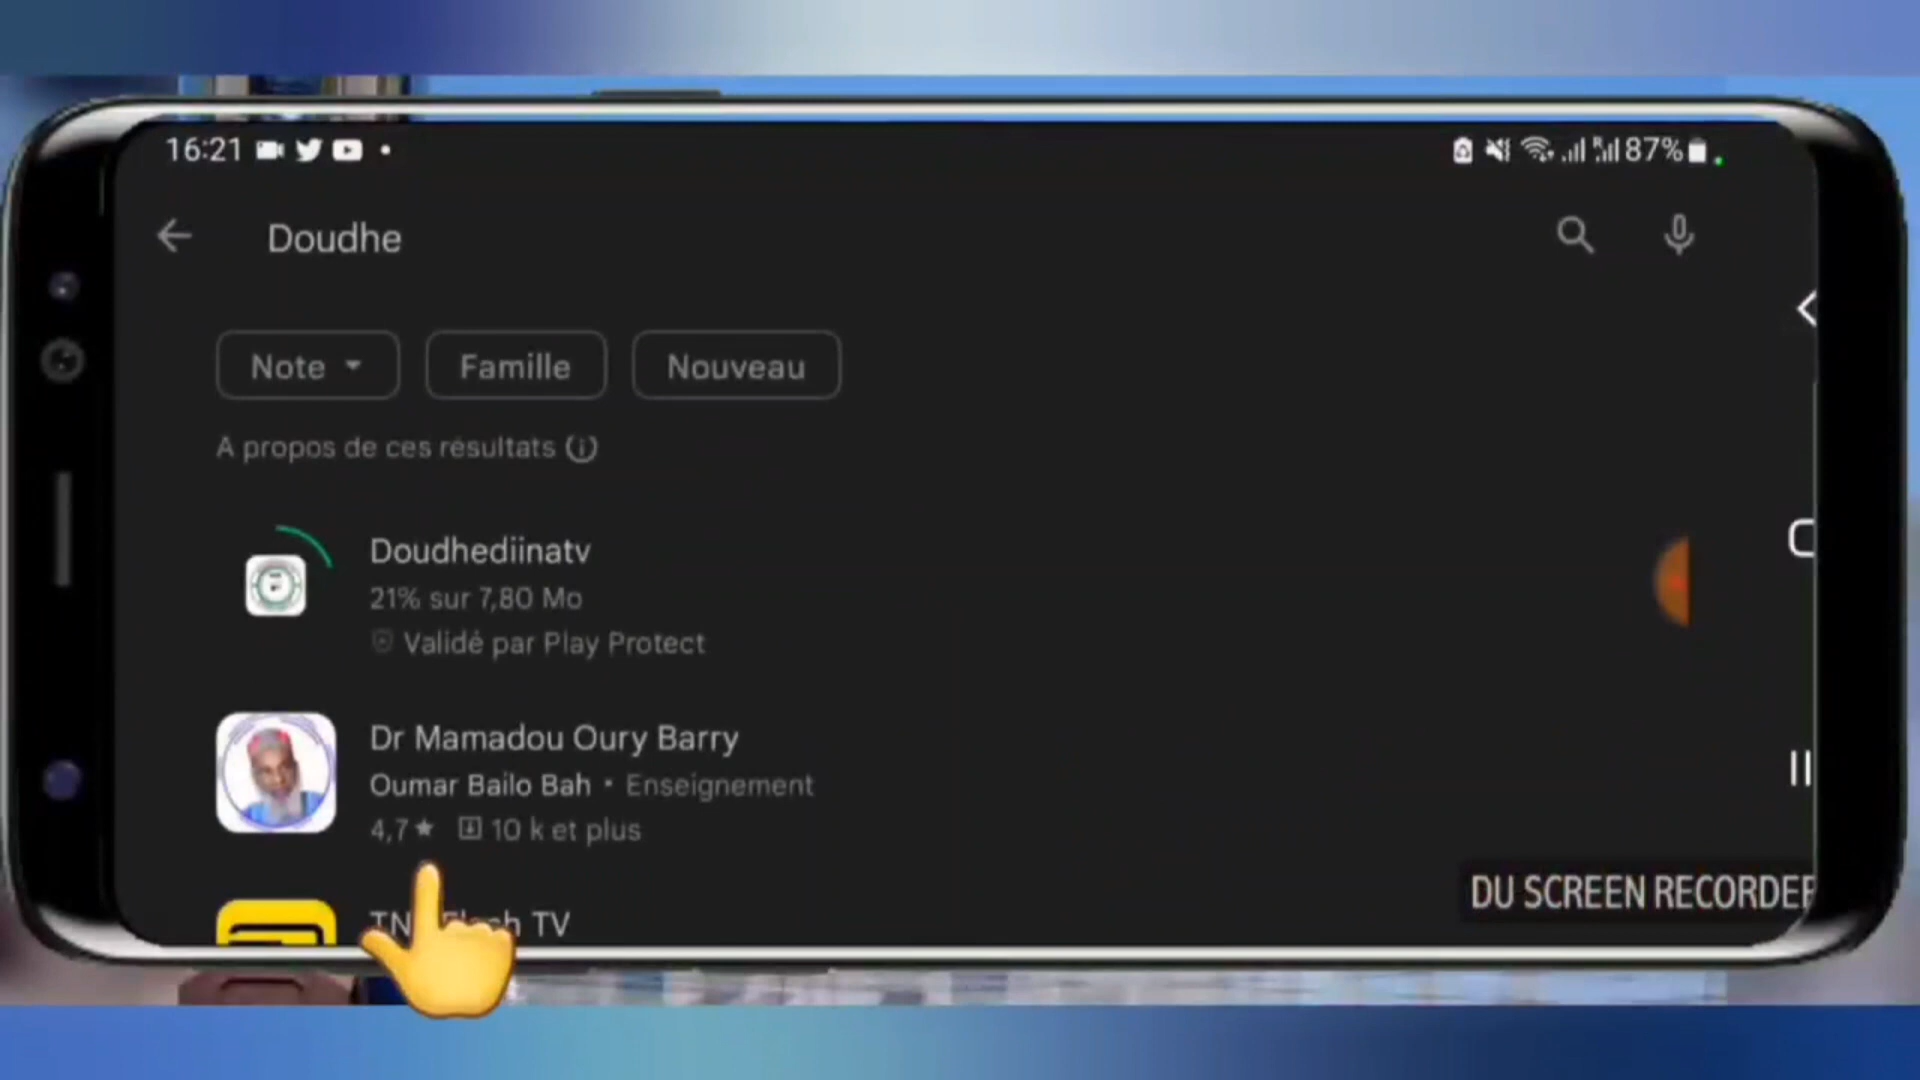 16:21
87%
Doudhe
Note
Famille
Nouveau
A propos de ces résultats
Doudhediinatv
21% sur 7,80 Mo
Validé par Play Protect
Dr Mamadou Oury Barry
Oumar Bailo Bah • Enseignement
4,7★ 10 k et plus
TV
DU SCREEN RECORDER